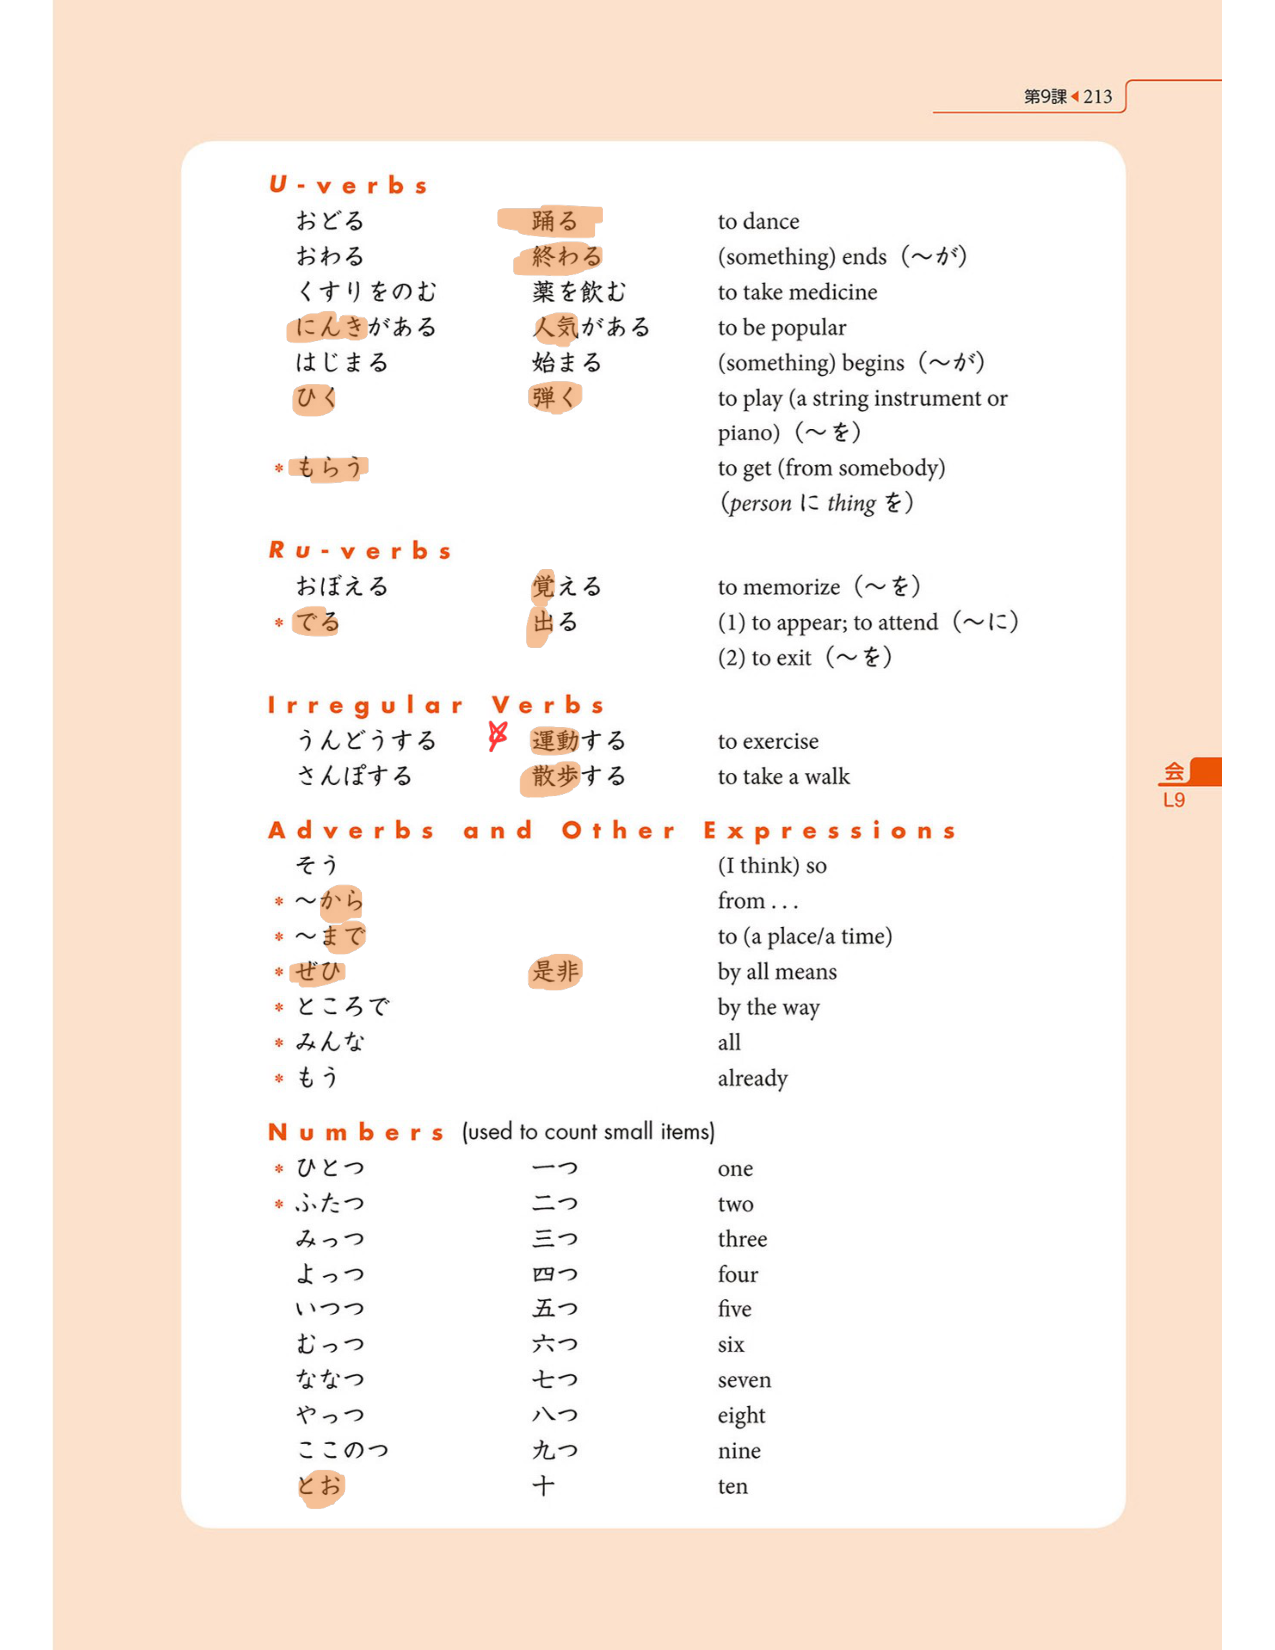 第9課 ◀ 213
U-verbs
おどる 踊る to dance
おわる 終わる (something) ends (〜が)
くすりをのむ 薬を飲む to take medicine
にんきがある 人気がある to be popular
はじまる 始まる (something) begins (〜が)
ひく 弾く to play (a string instrument or
piano) (〜を)
* もらう to get (from somebody)
(person に thing を)
Ru-verbs
おぼえる 覚える to memorize (〜を)
* でる 出る (1) to appear; to attend (〜に)
(2) to exit (〜を)
Irregular Verbs
うんどうする 運動する to exercise
さんぽする 散歩する to take a walk
会
L9
Adverbs and Other Expressions
そう (I think) so
* 〜から from . . .
* 〜まで to (a place/a time)
* ぜひ 是非 by all means
* ところで by the way
* みんな all
* もう already
Numbers (used to count small items)
* ひとつ 一つ one
* ふたつ 二つ two
みっつ 三つ three
よっつ 四つ four
いつつ 五つ five
むっつ 六つ six
ななつ 七つ seven
やっつ 八つ eight
ここのつ 九つ nine
とお 十 ten